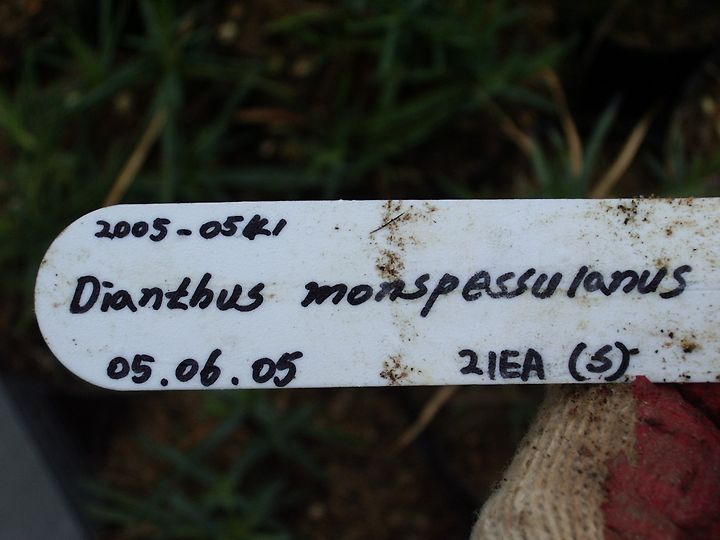 2005-05K1
Dianthus monspessulanus
05.06.05 21EA (S)